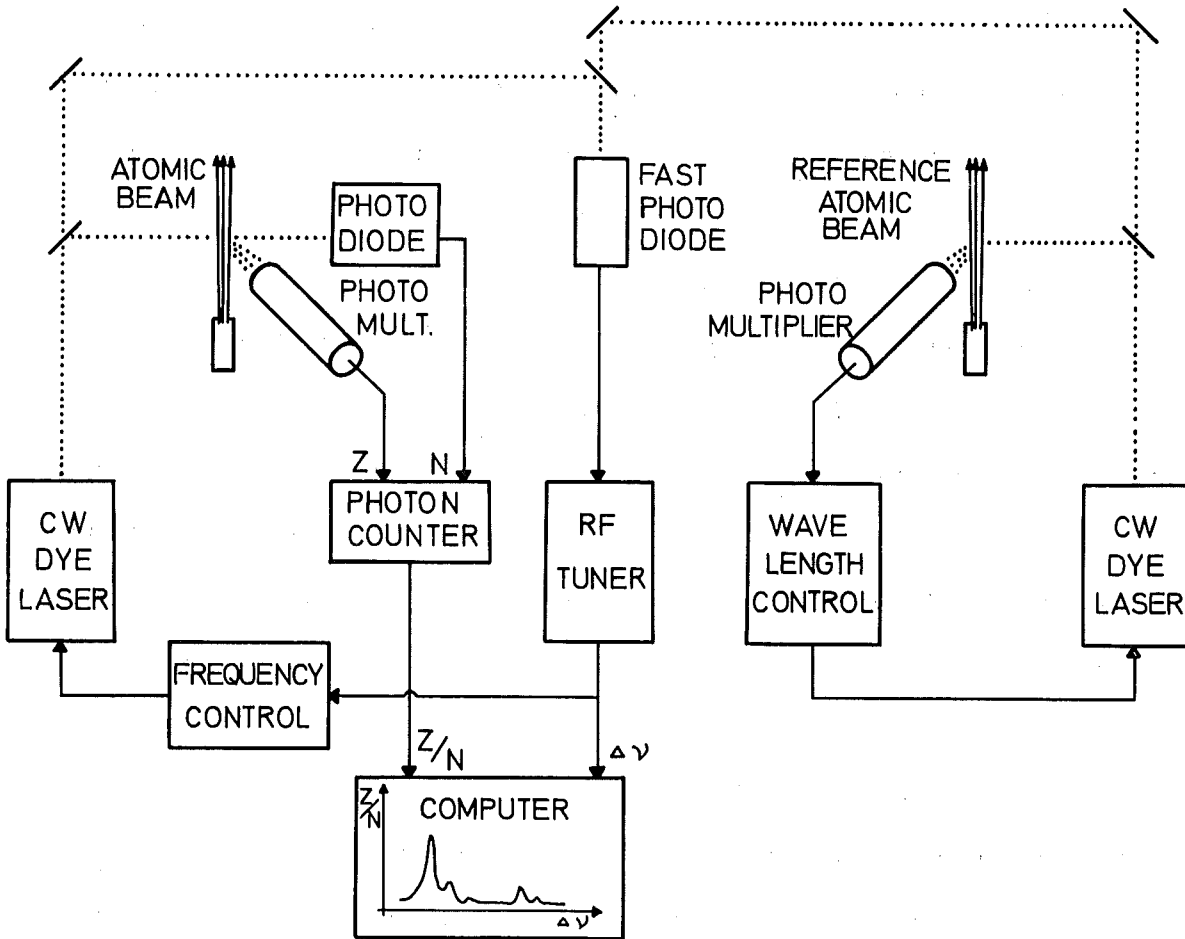 ATOMIC
BEAM
PHOTO
DIODE
PHOTO
MULT.
FAST
PHOTO
DIODE
REFERENCE
ATOMIC
BEAM
PHOTO
MULTIPLIER
Z
N
CW
DYE
LASER
PHOTON
COUNTER
RF
TUNER
WAVE
LENGTH
CONTROL
CW
DYE
LASER
FREQUENCY
CONTROL
Z/N
Δν
COMPUTER
Z/N
Δν